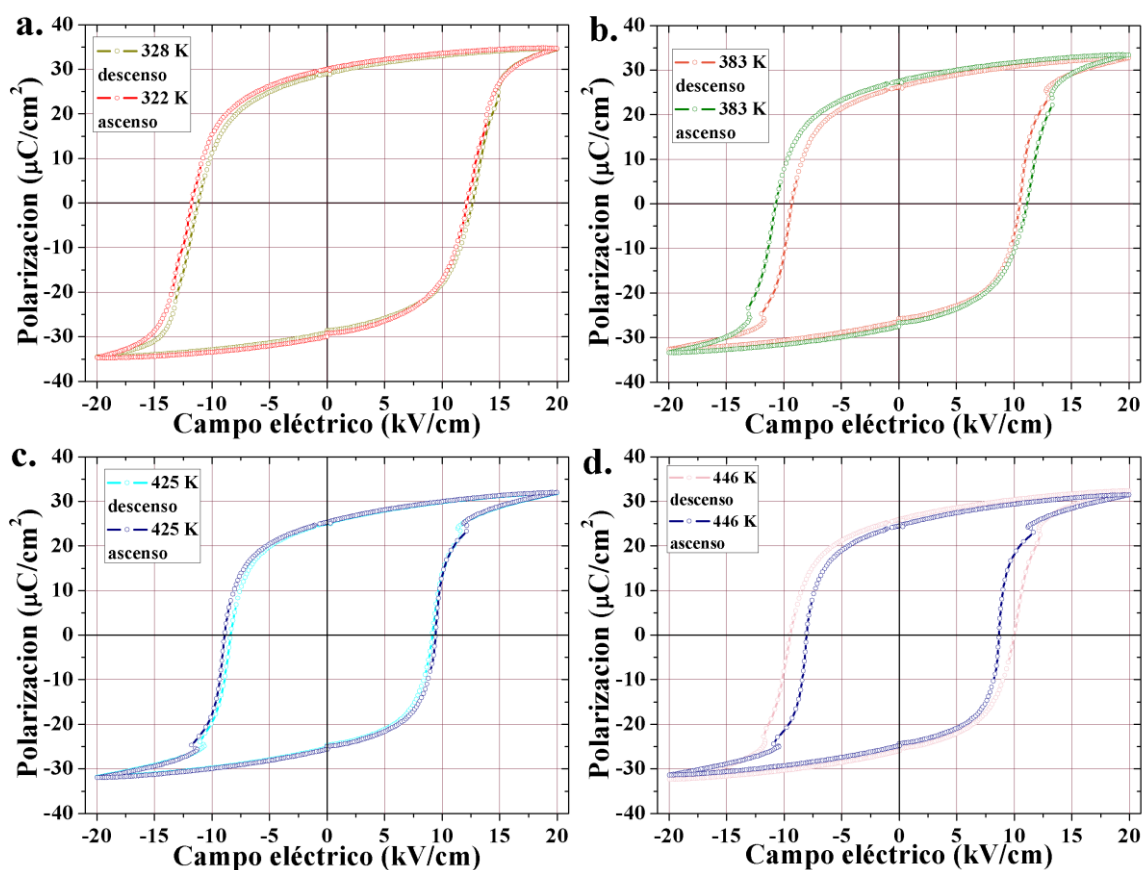 a.
328 K
descenso
322 K
ascenso
Polarizacion (μC/cm²)
40
30
20
10
0
-10
-20
-30
-40
-20 -15 -10 -5 0 5 10 15 20
Campo eléctrico (kV/cm)
b.
383 K
descenso
383 K
ascenso
Polarizacion (μC/cm²)
40
30
20
10
0
-10
-20
-30
-40
-20 -15 -10 -5 0 5 10 15 20
Campo eléctrico (kV/cm)
c.
425 K
descenso
425 K
ascenso
Polarizacion (μC/cm²)
40
30
20
10
0
-10
-20
-30
-40
-20 -15 -10 -5 0 5 10 15 20
Campo eléctrico (kV/cm)
d.
446 K
descenso
446 K
ascenso
Polarizacion (μC/cm²)
40
30
20
10
0
-10
-20
-30
-40
-20 -15 -10 -5 0 5 10 15 20
Campo eléctrico (kV/cm)